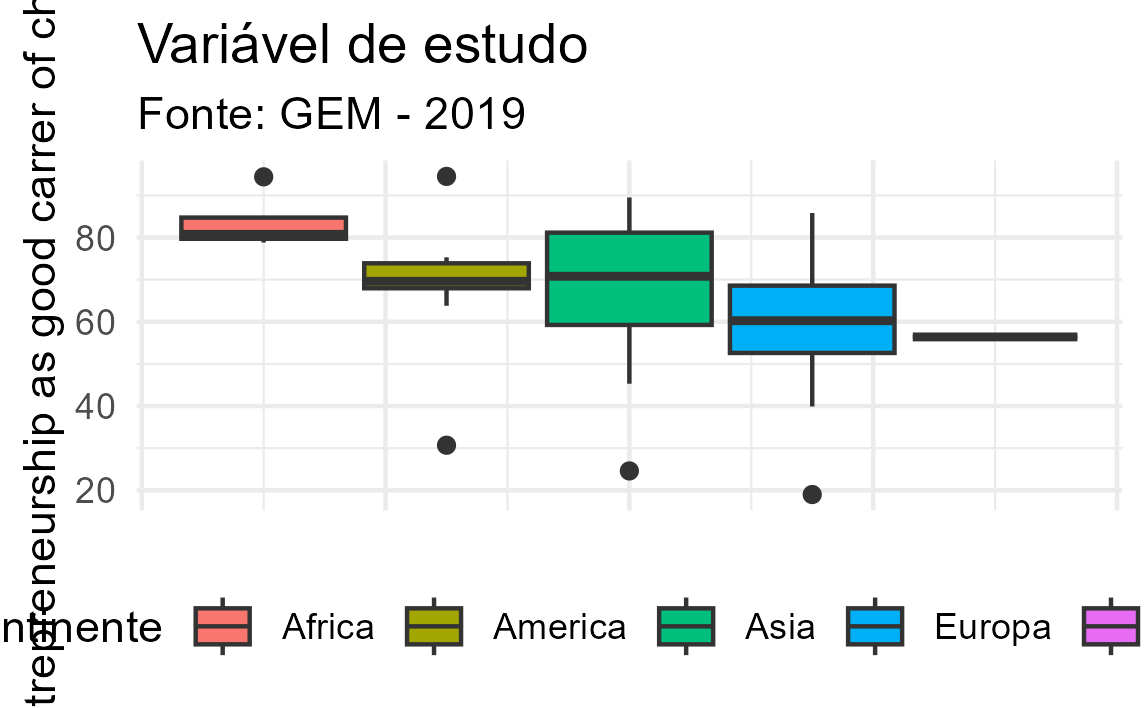 Variável de estudo
Fonte: GEM - 2019
trepreneurship as good carrer of ch
80
60
40
20
ntinente Africa America Asia Europa